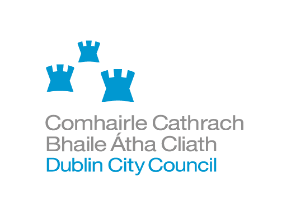 Comhairle Cathrach
Bhaile Átha Cliath
Dublin City Council